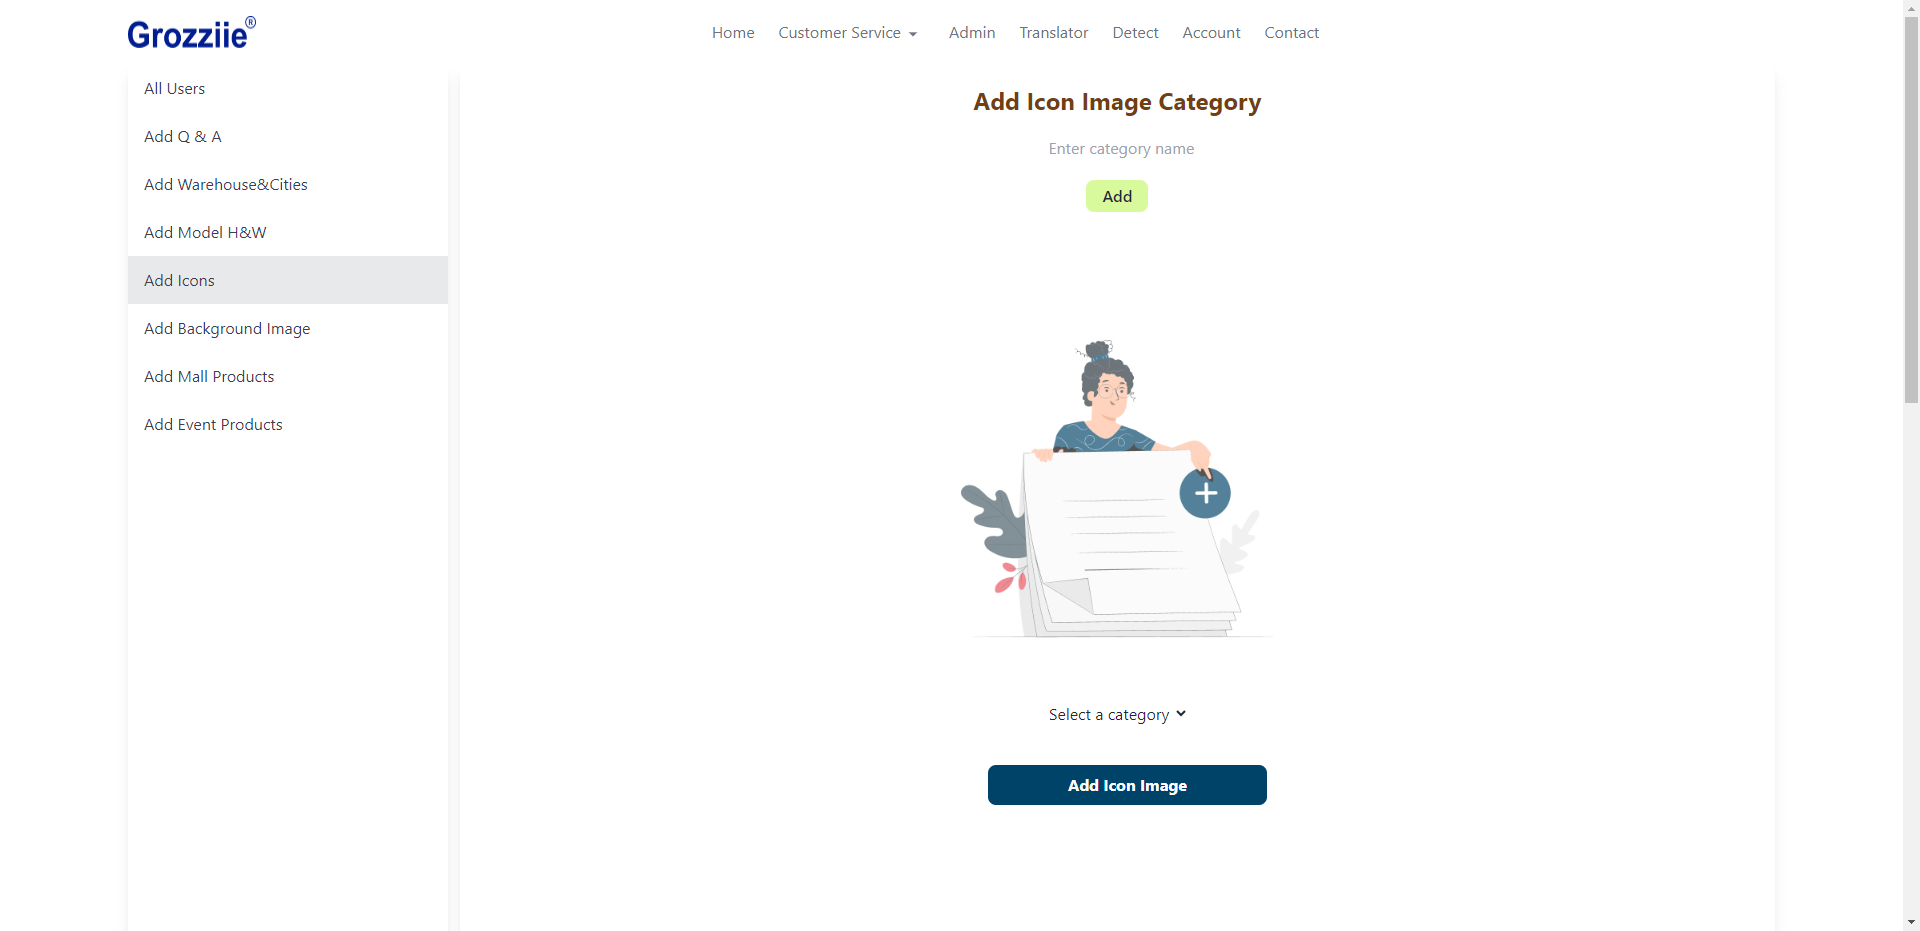 Grozziie®
Home Customer Service Admin Translator Detect Account Contact
All Users
Add Q & A
Add Warehouse&Cities
Add Model H&W
Add Icons
Add Background Image
Add Mall Products
Add Event Products
Add Icon Image Category
Enter category name
Add
Select a category
Add Icon Image